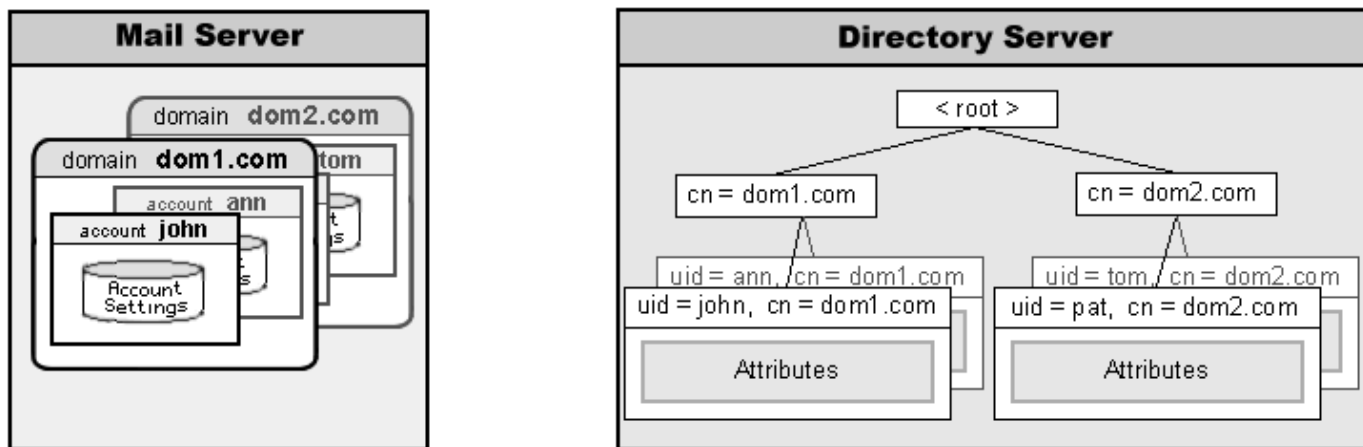 Mail Server
domain dom2.com
tom
domain dom1.com
account ann
account john
Account
Settings
Directory Server
< root >
cn = dom1.com
cn = dom2.com
uid = ann, cn = dom1.com
uid = john, cn = dom1.com
Attributes
uid = tom, cn = dom2.com
uid = pat, cn = dom2.com
Attributes